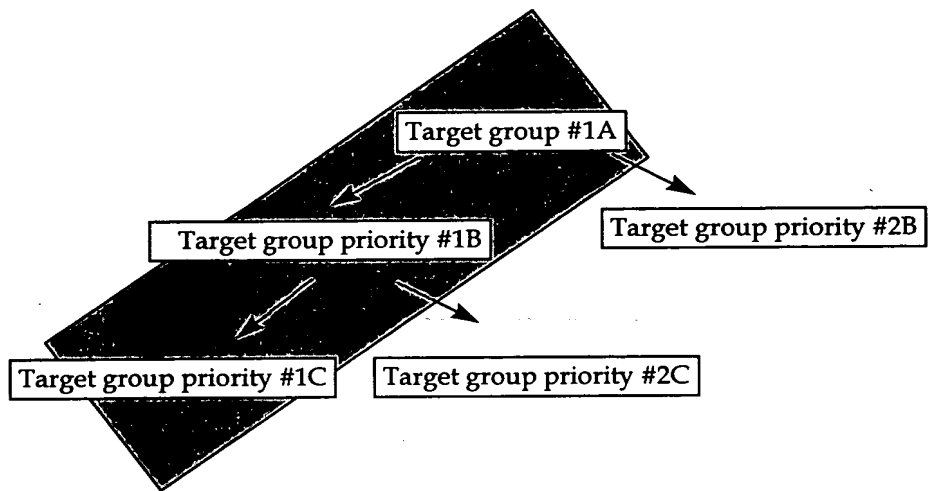 Target group #1A
Target group priority #1B
Target group priority #2B
Target group priority #1C
Target group priority #2C